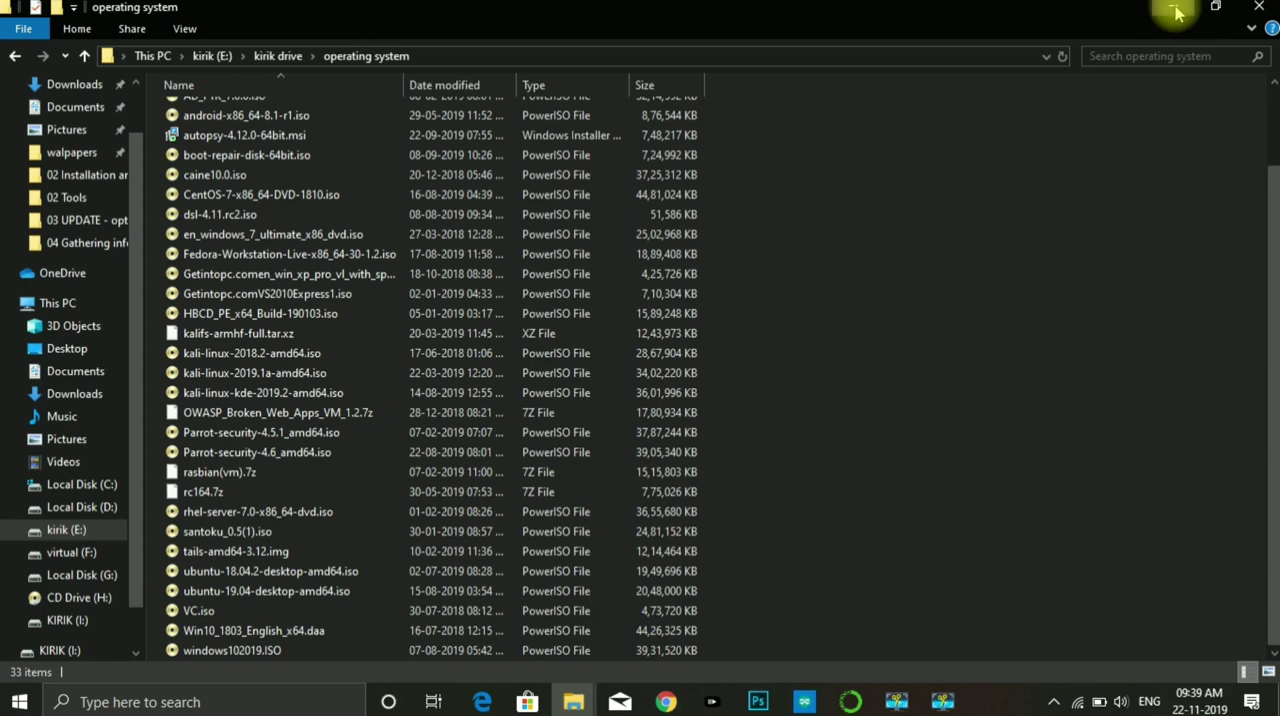 operating system
File Home Share View
This PC kirik (E:) kirik drive operating system
Search operating system
Name Date modified Type Size
Downloads
Documents
Pictures
walpapers
02 Installation ar
02 Tools
03 UPDATE - opt
04 Gathering info
OneDrive
This PC
3D Objects
Desktop
Documents
Downloads
Music
Pictures
Videos
Local Disk (C:)
Local Disk (D:)
kirik (E:)
virtual (F:)
Local Disk (G:)
CD Drive (H:)
KIRIK (I:)
KIRIK (I:)
android-x86_64-8.1-r1.iso 29-05-2019 11:52 PowerISO File 8,76,544 KB
autopsy-4.12.0-64bit.msi 22-09-2019 07:55 ... Windows Installer ... 7,48,217 KB
boot-repair-disk-64bit.iso 08-09-2019 10:26 ... PowerISO File 7,24,992 KB
caine10.0.iso 20-12-2018 05:46 ... PowerISO File 37,25,312 KB
CentOS-7-x86_64-DVD-1810.iso 16-08-2019 04:39 ... PowerISO File 44,81,024 KB
dsl-4.11.rc2.iso 08-08-2019 09:34 ... PowerISO File 51,586 KB
en_windows_7_ultimate_x86_dvd.iso 27-03-2018 12:28 ... PowerISO File 25,02,968 KB
Fedora-Workstation-Live-x86_64-30-1.2.iso 17-08-2019 11:58 ... PowerISO File 18,89,408 KB
Getintopc.comen_win_xp_pro_vl_with_sp... 18-10-2018 08:38 ... PowerISO File 4,25,726 KB
Getintopc.comVS2010Express1.iso 02-01-2019 04:33 ... PowerISO File 7,10,304 KB
HBCD_PE_x64_Build-190103.iso 05-01-2019 03:17 ... PowerISO File 15,89,248 KB
kalifs-armhf-full.tar.xz 20-03-2019 11:45 ... XZ File 12,43,973 KB
kali-linux-2018.2-amd64.iso 17-06-2018 01:06 ... PowerISO File 28,67,904 KB
kali-linux-2019.1a-amd64.iso 22-03-2019 12:20 ... PowerISO File 34,02,220 KB
kali-linux-kde-2019.2-amd64.iso 14-08-2019 12:55 ... PowerISO File 36,01,996 KB
OWASP_Broken_Web_Apps_VM_1.2.7z 28-12-2018 08:21 ... 7Z File 17,80,934 KB
Parrot-security-4.5.1_amd64.iso 07-02-2019 07:07 ... PowerISO File 37,87,244 KB
Parrot-security-4.6_amd64.iso 22-08-2019 08:01 ... PowerISO File 39,05,340 KB
rasbian(vm).7z 07-02-2019 11:00 ... 7Z File 15,15,803 KB
rc164.7z 30-05-2019 07:53 ... 7Z File 7,75,026 KB
rhel-server-7.0-x86_64-dvd.iso 01-02-2019 08:26 ... PowerISO File 36,55,680 KB
santoku_0.5(1).iso 30-01-2019 08:57 ... PowerISO File 24,81,152 KB
tails-amd64-3.12.img 10-02-2019 11:36 ... PowerISO File 12,14,464 KB
ubuntu-18.04.2-desktop-amd64.iso 02-07-2019 08:28 ... PowerISO File 19,49,696 KB
ubuntu-19.04-desktop-amd64.iso 15-08-2019 03:54 ... PowerISO File 20,48,000 KB
VC.iso 30-07-2018 08:12 ... PowerISO File 4,73,720 KB
Win10_1803_English_x64.daa 16-07-2018 12:15 ... PowerISO File 44,26,325 KB
windows102019.ISO 07-08-2019 05:42 ... PowerISO File 39,31,520 KB
33 items
Type here to search
Ps
ENG
09:39 AM
22-11-2019